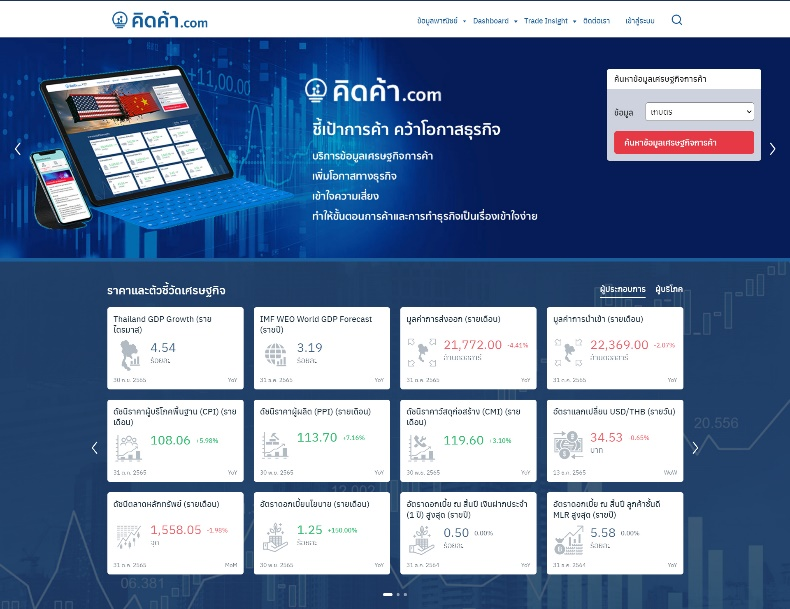 คิดค้า.com
ข้อมูลพาณิชย์ Dashboard Trade Insight ติดต่อเรา เข้าสู่ระบบ
คิดค้า.com
ชี้เป้าการค้า คว้าโอกาสธุรกิจ
บริการข้อมูลเศรษฐกิจการค้า
เพิ่มโอกาสทางธุรกิจ
เข้าใจความเสี่ยง
ทำให้ขั้นตอนการค้าและการทำธุรกิจเป็นเรื่องเข้าใจง่าย
ค้นหาข้อมูลเศรษฐกิจการค้า
ข้อมูล เกษตร
ค้นหาข้อมูลเศรษฐกิจการค้า
+11,00.00
ราคาและตัวชี้วัดเศรษฐกิจ
ผู้ประกอบการ ผู้บริโภค
Thailand GDP Growth (ราย
ไตรมาส)
4.54
ร้อยละ
30 ก.ย. 2565 YoY
IMF WEO World GDP Forecast
(รายปี)
3.19
ร้อยละ
31 ธ.ค. 2565 YoY
มูลค่าการส่งออก (รายเดือน)
21,772.00 -4.41%
ล้านดอลลาร์
31 ต.ค. 2565 YoY
มูลค่าการนำเข้า (รายเดือน)
22,369.00 -2.07%
ล้านดอลลาร์
31 ต.ค. 2565 YoY
ดัชนีราคาผู้บริโภคพื้นฐาน (CPI) (ราย
เดือน)
108.06 +5.98%
31 ต.ค. 2565 YoY
ดัชนีราคาผู้ผลิต (PPI) (รายเดือน)
113.70 +7.16%
30 พ.ย. 2565 YoY
ดัชนีราคาวัสดุก่อสร้าง (CMI) (ราย
เดือน)
119.60 +3.10%
30 พ.ย. 2565 YoY
อัตราแลกเปลี่ยน USD/THB (รายวัน)
34.53 -0.65%
บาท
13 ธ.ค. 2565 WoW
20.556
ดัชนีตลาดหลักทรัพย์ (รายเดือน)
1,558.05 -1.98%
จุด
31 ต.ค. 2565 MoM
อัตราดอกเบี้ยนโยบาย (รายเดือน)
1.25 +150.00%
ร้อยละ
30 พ.ย. 2565 YoY
อัตราดอกเบี้ย ณ สิ้นปี เงินฝากประจำ
(1 ปี) สูงสุด (รายปี)
0.50 0.00%
ร้อยละ
31 ธ.ค. 2564 YoY
อัตราดอกเบี้ย ณ สิ้นปี ลูกค้าชั้นดี
MLR สูงสุด (รายปี)
5.58 0.00%
ร้อยละ
31 ธ.ค. 2564 YoY
06.381